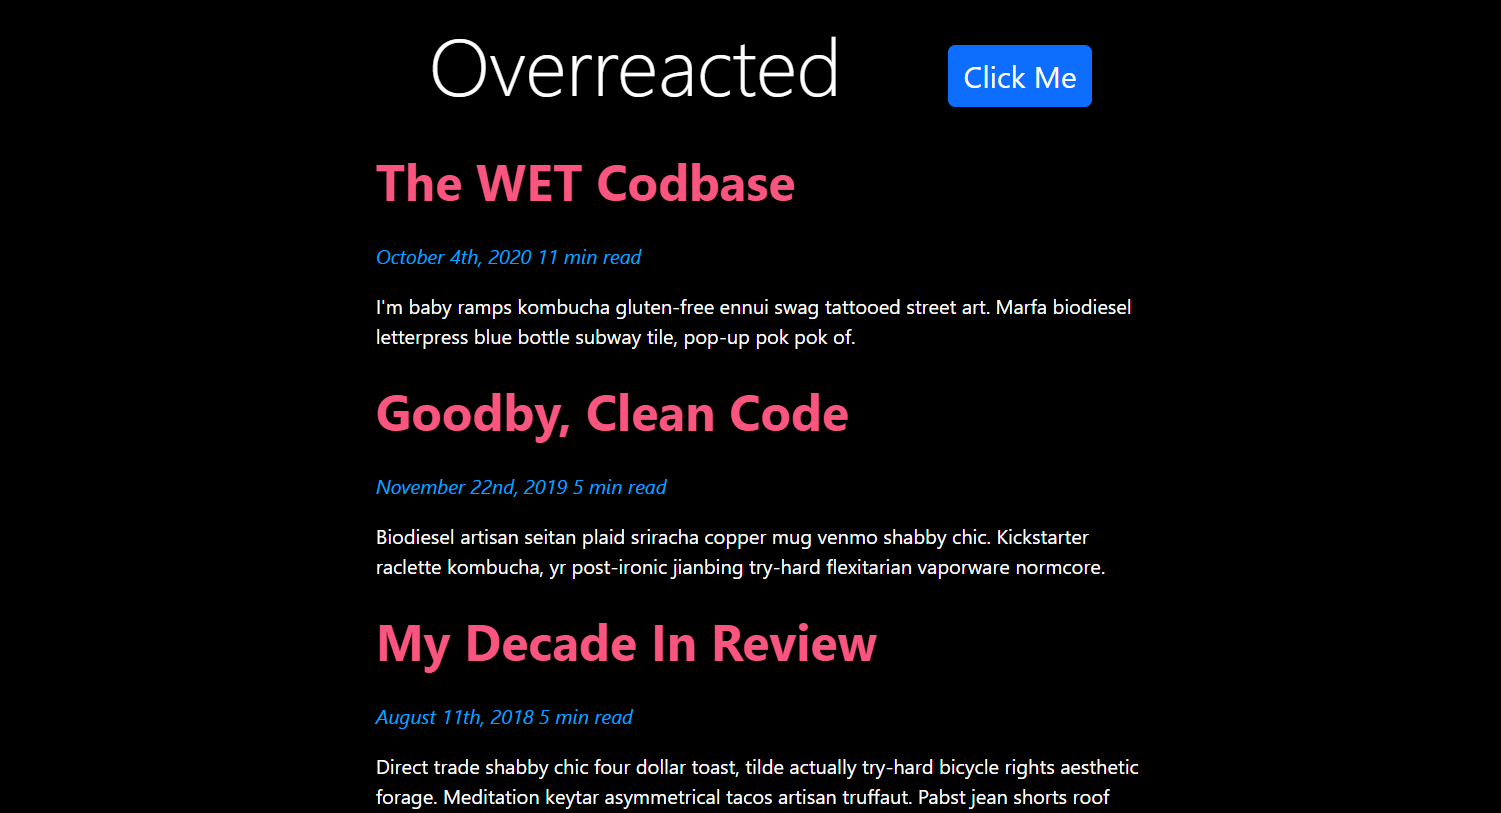 Overreacted
Click Me
The WET Codbase
October 4th, 2020 11 min read
I'm baby ramps kombucha gluten-free ennui swag tattooed street art. Marfa biodiesel
letterpress blue bottle subway tile, pop-up pok pok of.
Goodby, Clean Code
November 22nd, 2019 5 min read
Biodiesel artisan seitan plaid sriracha copper mug venmo shabby chic. Kickstarter
raclette kombucha, yr post-ironic jianbing try-hard flexitarian vaporware normcore.
My Decade In Review
August 11th, 2018 5 min read
Direct trade shabby chic four dollar toast, tilde actually try-hard bicycle rights aesthetic
forage. Meditation keytar asymmetrical tacos artisan truffaut. Pabst jean shorts roof